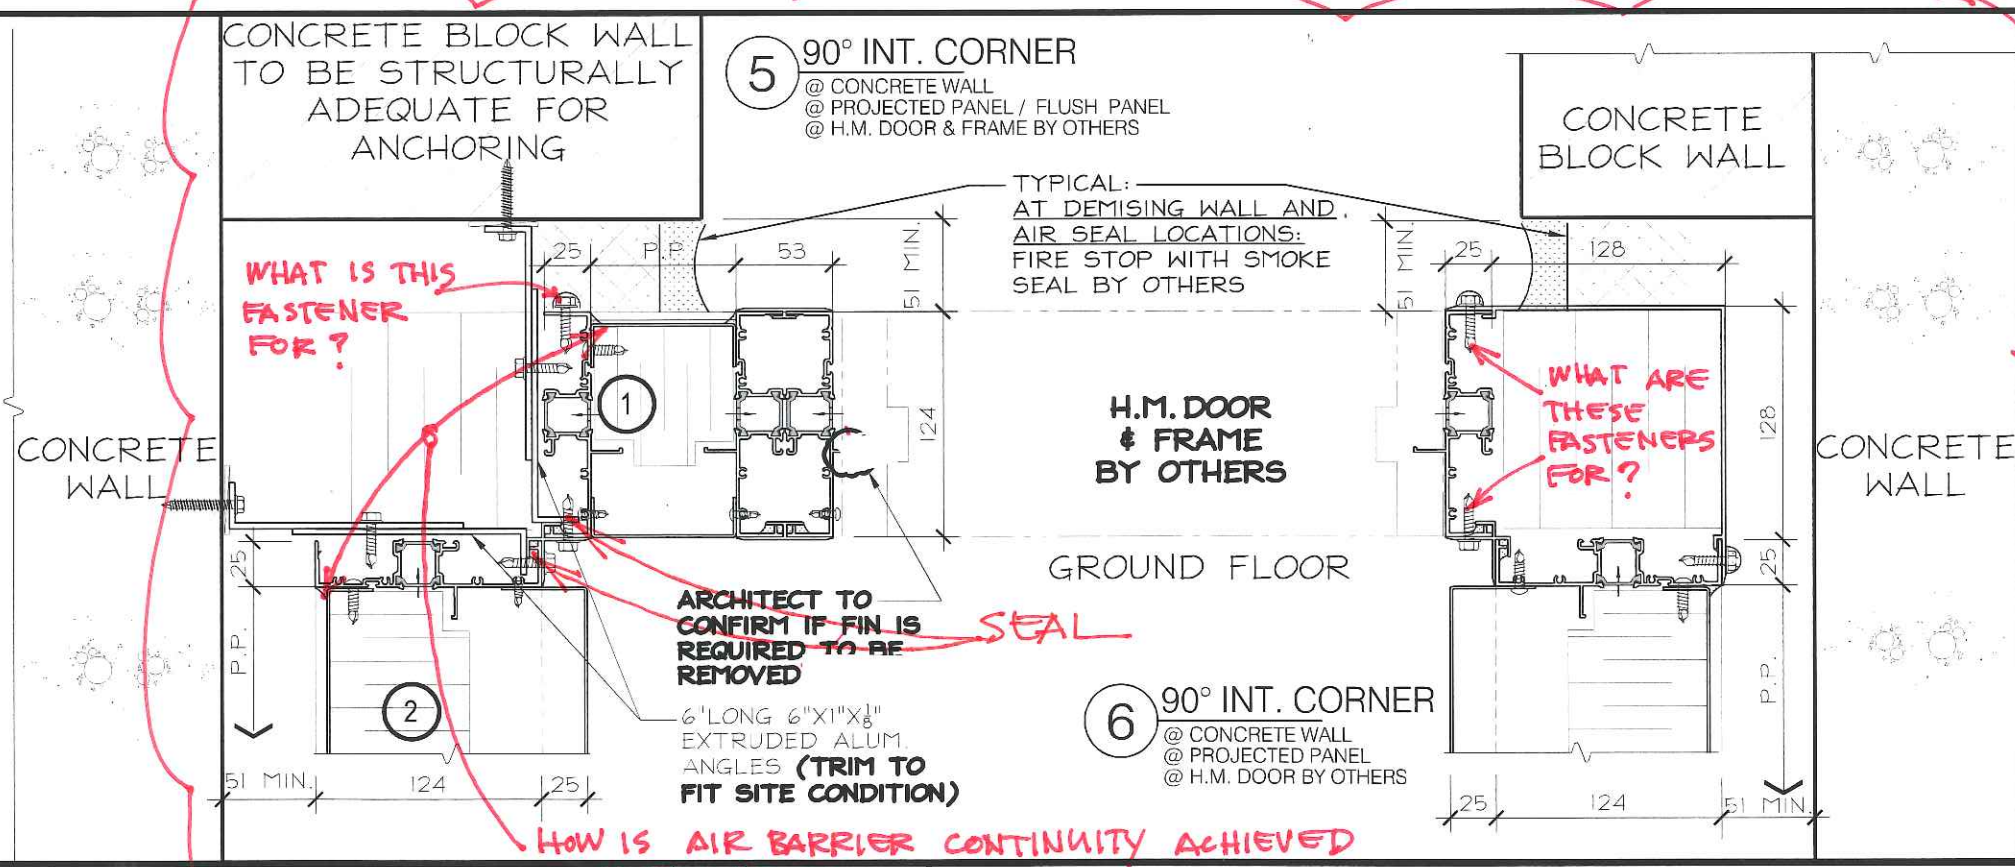 CONCRETE BLOCK WALL
TO BE STRUCTURALLY
ADEQUATE FOR
ANCHORING
5
90° INT. CORNER
@ CONCRETE WALL
@ PROJECTED PANEL / FLUSH PANEL
@ H.M. DOOR & FRAME BY OTHERS
CONCRETE
BLOCK WALL
TYPICAL:
AT DEMISING WALL AND
AIR SEAL LOCATIONS:
FIRE STOP WITH SMOKE
SEAL BY OTHERS
25
P.P.
53
51 MIN.
51 MIN.
25
128
WHAT IS THIS
FASTENER
FOR?
1
124
H.M. DOOR
& FRAME
BY OTHERS
WHAT ARE
THESE
FASTENERS
FOR?
128
CONCRETE
WALL
CONCRETE
WALL
25
GROUND FLOOR
25
ARCHITECT TO
CONFIRM IF FIN IS
REQUIRED TO BE
REMOVED
SEAL
P.P.
2
6"LONG 6"X1"X1/8"
EXTRUDED ALUM.
ANGLES (TRIM TO
FIT SITE CONDITION)
6
90° INT. CORNER
@ CONCRETE WALL
@ PROJECTED PANEL
@ H.M. DOOR BY OTHERS
P.P.
51 MIN.
124
25
25
124
51 MIN.
HOW IS AIR BARRIER CONTINUITY ACHIEVED